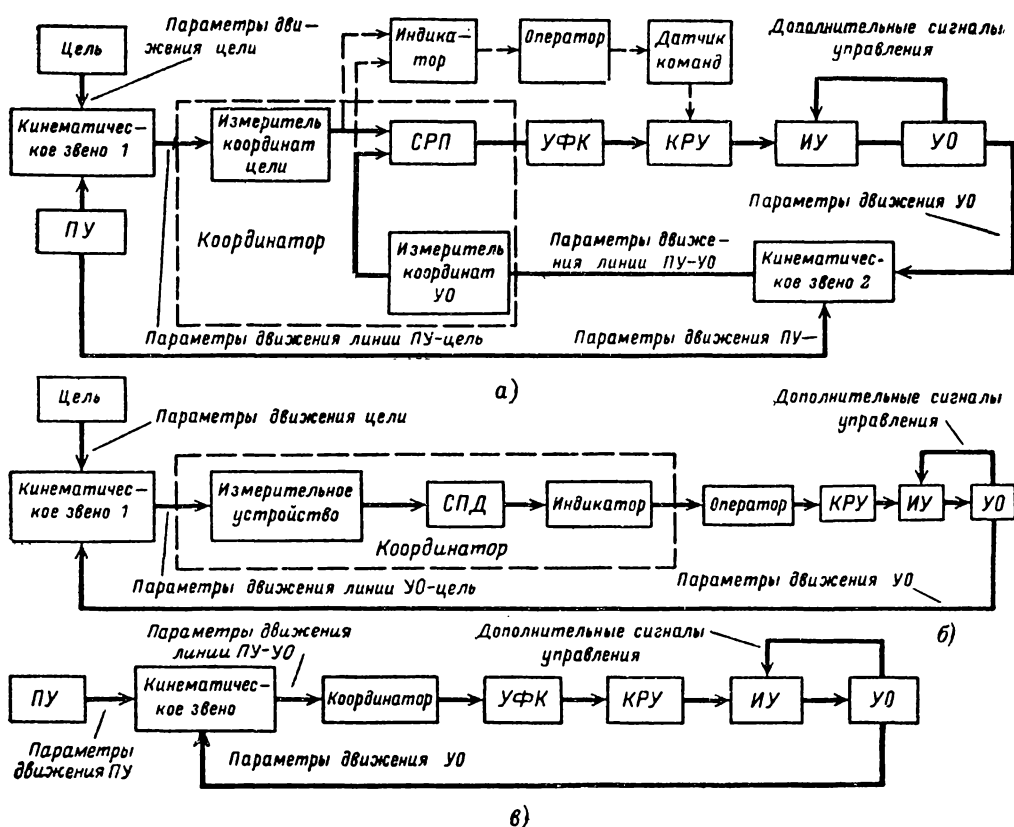 Цель
Параметры дви-
жения цели
Индика-
тор
Оператор
Датчик
команд
Дополнительные сигналы
управления
Кинематичес-
кое звено 1
Измеритель
координат
цели
СРП
УФК
КРУ
ИУ
УО
ПУ
Координатор
Измеритель
координат
УО
Параметры движе-
ния линии ПУ-УО
Параметры движения УО
Кинематичес-
кое звено 2
Параметры движения линии ПУ-цель
Параметры движения ПУ
а)
Цель
Параметры движения цели
Дополнительные сигналы
управления
Кинематичес-
кое звено 1
Измерительное
устройство
СПД
Индикатор
Оператор
КРУ
ИУ
УО
Координатор
Параметры движения линии УО-цель
Параметры движения УО
б)
Параметры движения
линии ПУ-УО
Дополнительные сигналы
управления
ПУ
Кинематичес-
кое звено
Координатор
УФК
КРУ
ИУ
УО
Параметры
движения ПУ
Параметры движения УО
в)